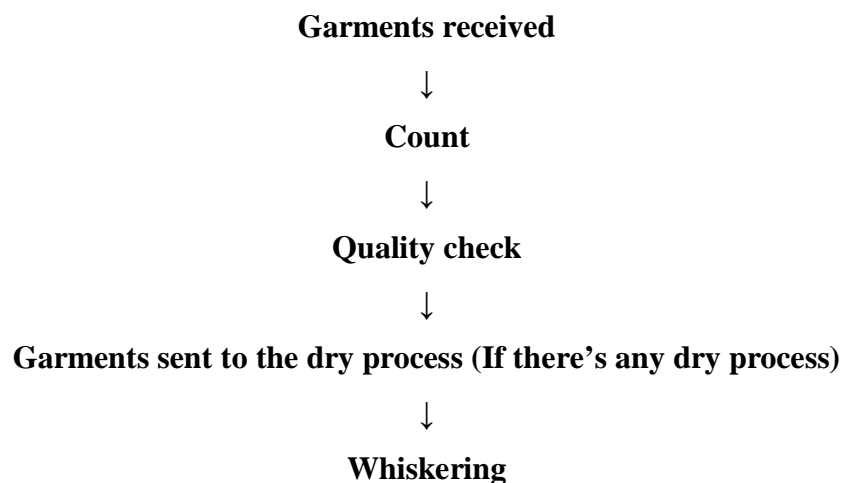 Garments received
↓
Count
↓
Quality check
↓
Garments sent to the dry process (If there’s any dry process)
↓
Whiskering